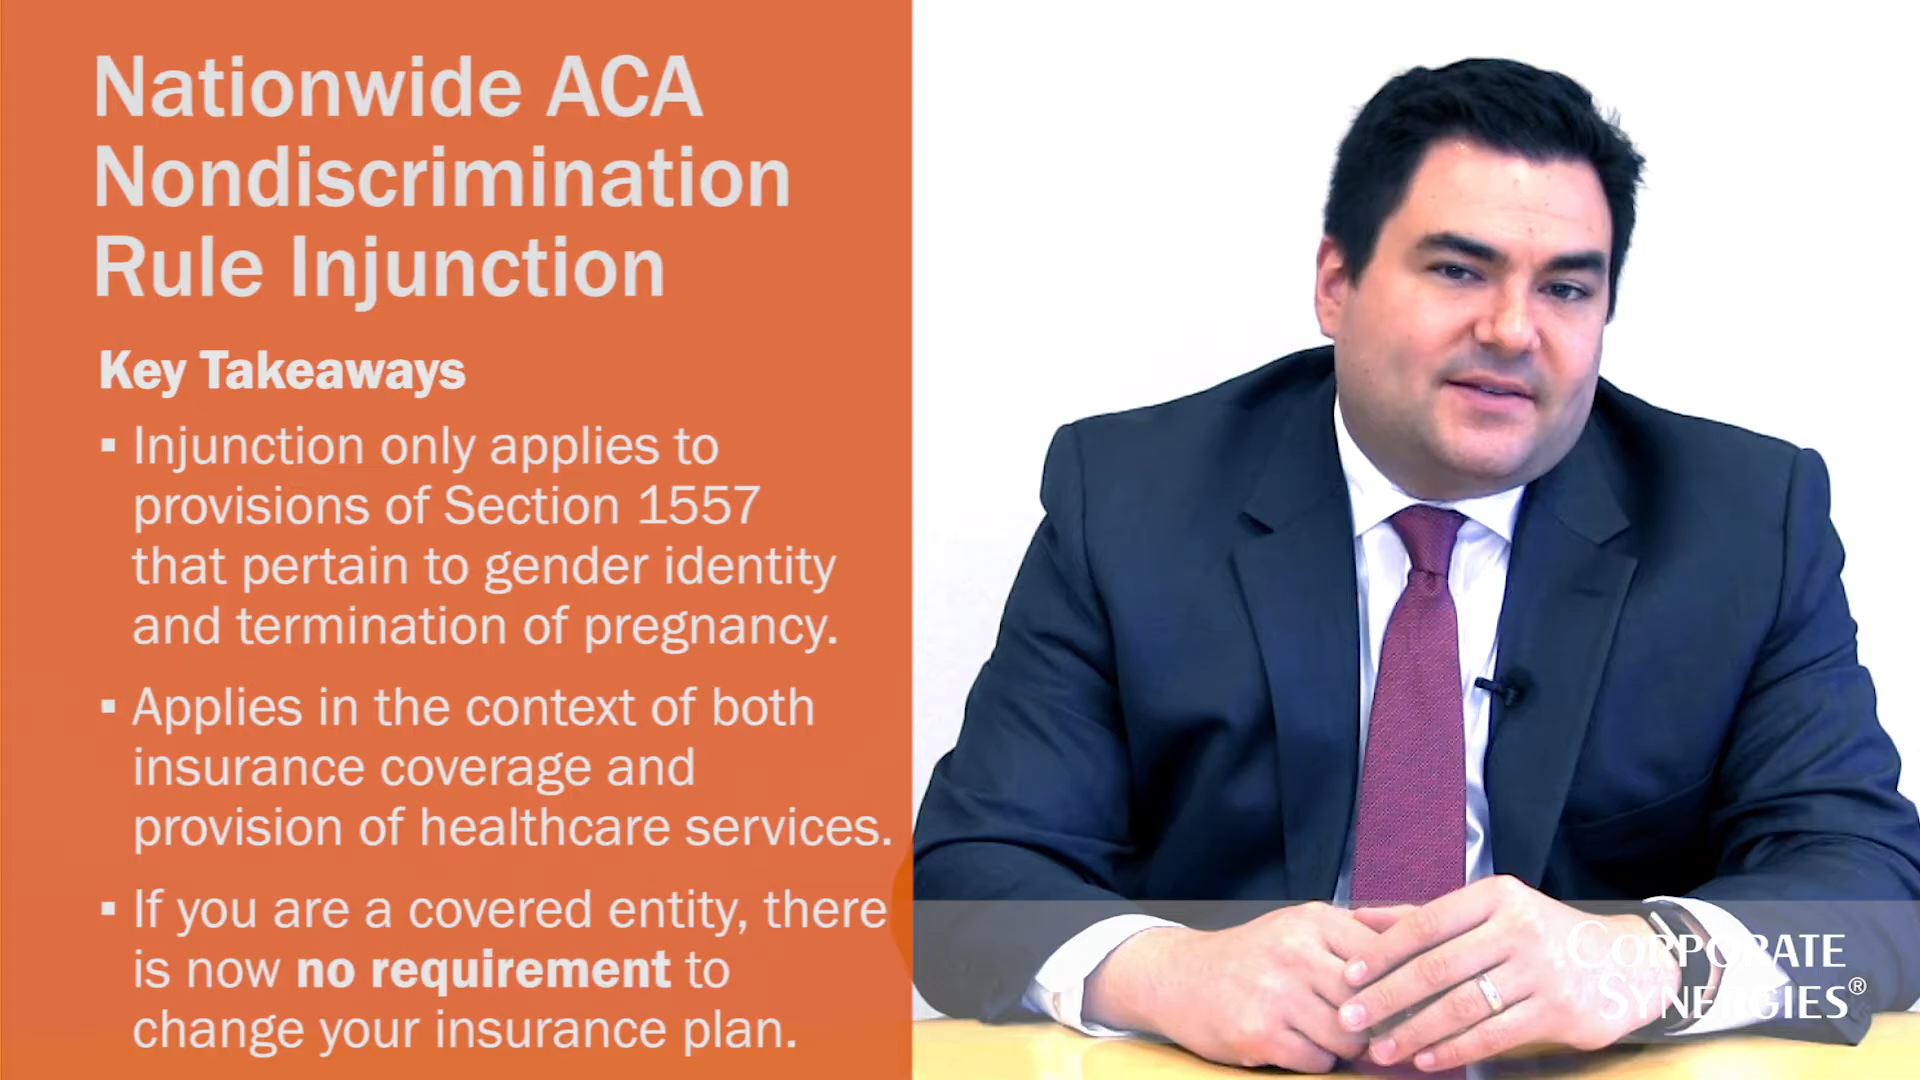 Nationwide ACA
Nondiscrimination
Rule Injunction
Key Takeaways
▪ Injunction only applies to
provisions of Section 1557
that pertain to gender identity
and termination of pregnancy.
▪ Applies in the context of both
insurance coverage and
provision of healthcare services.
▪ If you are a covered entity, there
is now no requirement to
change your insurance plan.
CORPORATE
SYNERGIES®